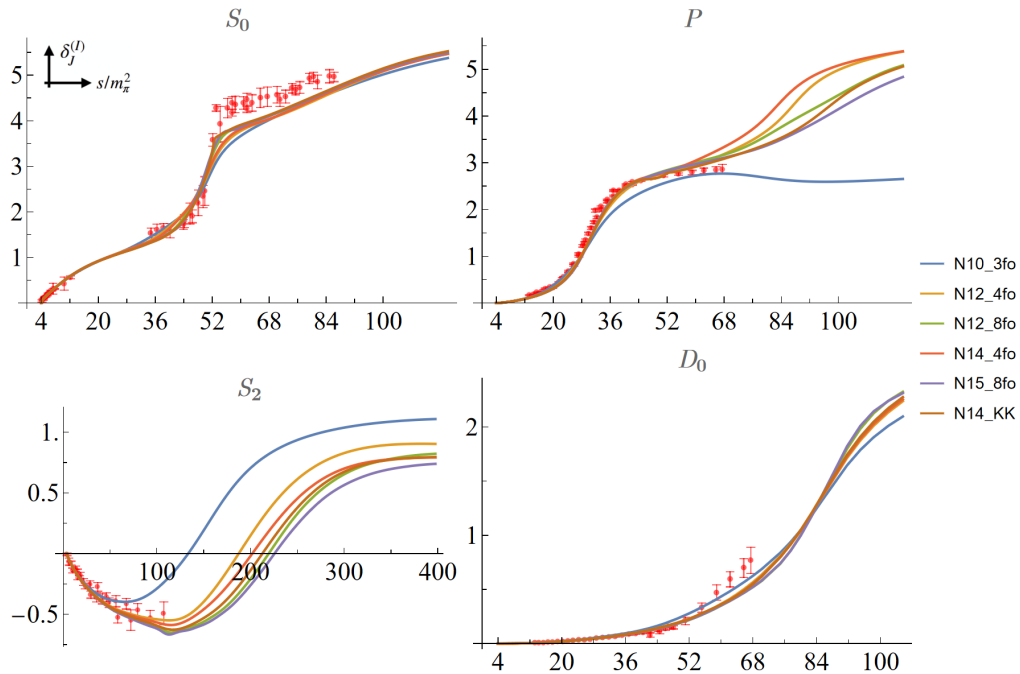 S₀
δ_J^(I)
s/m_π²
5
4
3
2
1
4 20 36 52 68 84 100
P
5
4
3
2
1
4 20 36 52 68 84 100
S₂
1.
0.5
−0.5
100 200 300 400
D₀
2
1
4 20 36 52 68 84 100
N10_3fo
N12_4fo
N12_8fo
N14_4fo
N15_8fo
N14_KK